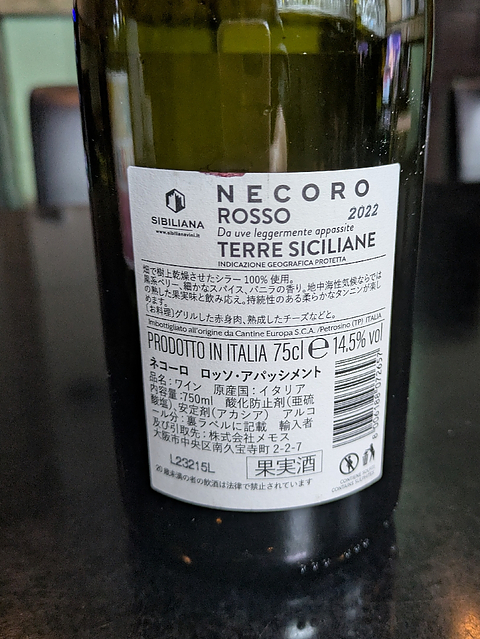 NECORO
ROSSO 2022
Da uve leggermente appassite
TERRE SICILIANE
INDICAZIONE GEOGRAFICA PROTETTA
SIBILIANA
www.sibilianavini.it
畑で樹上乾燥させたシラー100%使用。
黒系ベリー、細かなスパイス、バニラの香り。地中海性気候ならでは
の熟した果実味と飲み応え。持続性のある柔らかなタンニンが楽し
めます。
〔お料理〕グリルした赤身肉、熟成したチーズなどと。
Imbottigliato all'origine da Cantine Europa S.C.A. /Petrosino (TP) ITALIA
PRODOTTO IN ITALIA 75cl e 14.5% vol
ネコーロ ロッソ・アパッシメント
品名:ワイン 原産国:イタリア
内容量:750ml 酸化防止剤(亜硫
酸塩)、安定剤(アカシア) アルコ
ール分:裏ラベルに記載 輸入者
及び引取先:株式会社メモス
大阪市中央区南久宝寺町2-2-7
L23215L
果実酒
20歳未満の者の飲酒は法律で禁止されています
CONTIENE SOLFITI
CONTAINS SULPHITES